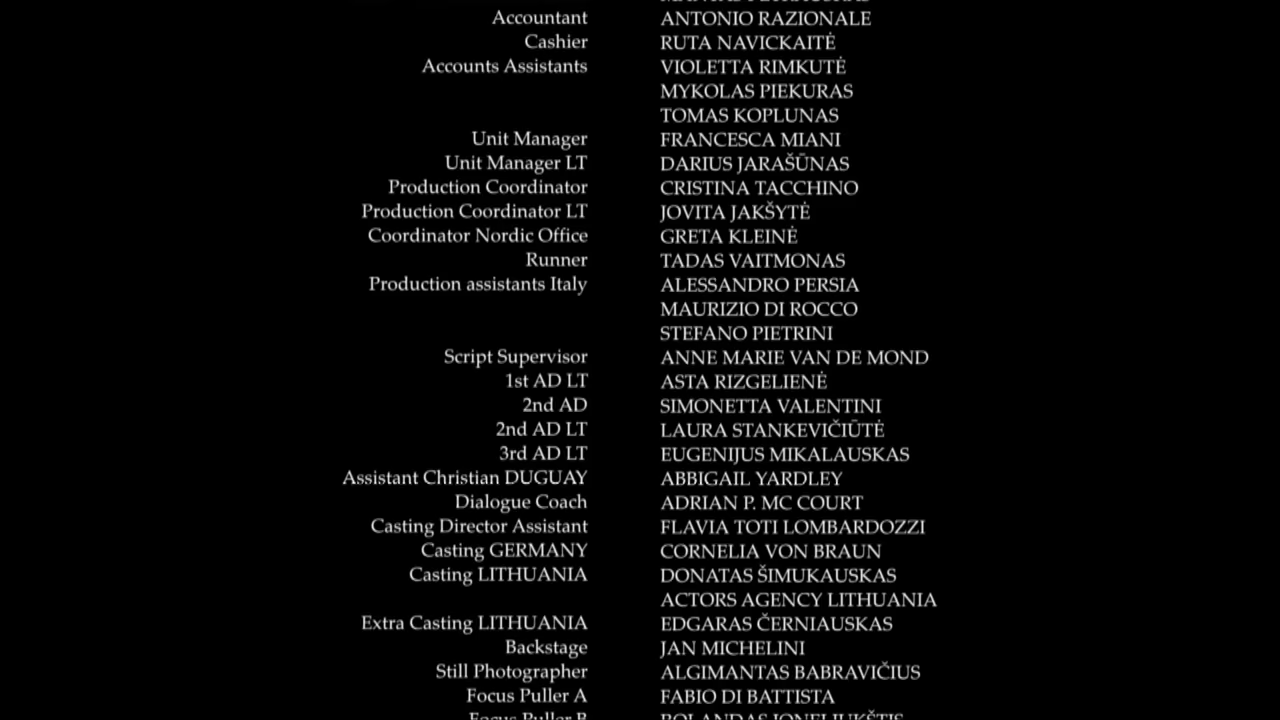 Accountant ANTONIO RAZIONALE
Cashier RUTA NAVICKAITĖ
Accounts Assistants VIOLETTA RIMKUTĖ
MYKOLAS PIEKURAS
TOMAS KOPLUNAS
Unit Manager FRANCESCA MIANI
Unit Manager LT DARIUS JARAŠŪNAS
Production Coordinator CRISTINA TACCHINO
Production Coordinator LT JOVITA JAKŠYTĖ
Coordinator Nordic Office GRETA KLEINĖ
Runner TADAS VAITMONAS
Production assistants Italy ALESSANDRO PERSIA
MAURIZIO DI ROCCO
STEFANO PIETRINI
Script Supervisor ANNE MARIE VAN DE MOND
1st AD LT ASTA RIZGELIENĖ
2nd AD SIMONETTA VALENTINI
2nd AD LT LAURA STANKEVIČIŪTĖ
3rd AD LT EUGENIJUS MIKALAUSKAS
Assistant Christian DUGUAY ABBIGAIL YARDLEY
Dialogue Coach ADRIAN P. MC COURT
Casting Director Assistant FLAVIA TOTI LOMBARDOZZI
Casting GERMANY CORNELIA VON BRAUN
Casting LITHUANIA DONATAS ŠIMUKAUSKAS
ACTORS AGENCY LITHUANIA
Extra Casting LITHUANIA EDGARAS ČERNIAUSKAS
Backstage JAN MICHELINI
Still Photographer ALGIMANTAS BABRAVIČIUS
Focus Puller A FABIO DI BATTISTA
Focus Puller B ROLANDAS JONELIUKŠTIS